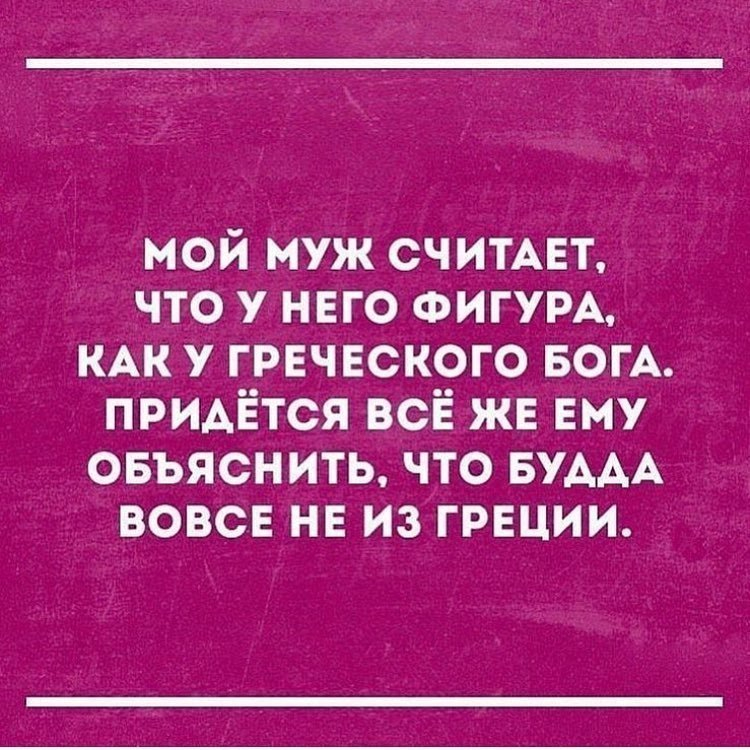 МОЙ МУЖ СЧИТАЕТ,
ЧТО У НЕГО ФИГУРА,
КАК У ГРЕЧЕСКОГО БОГА.
ПРИДЁТСЯ ВСЁ ЖЕ ЕМУ
ОБЪЯСНИТЬ, ЧТО БУДДА
ВОВСЕ НЕ ИЗ ГРЕЦИИ.